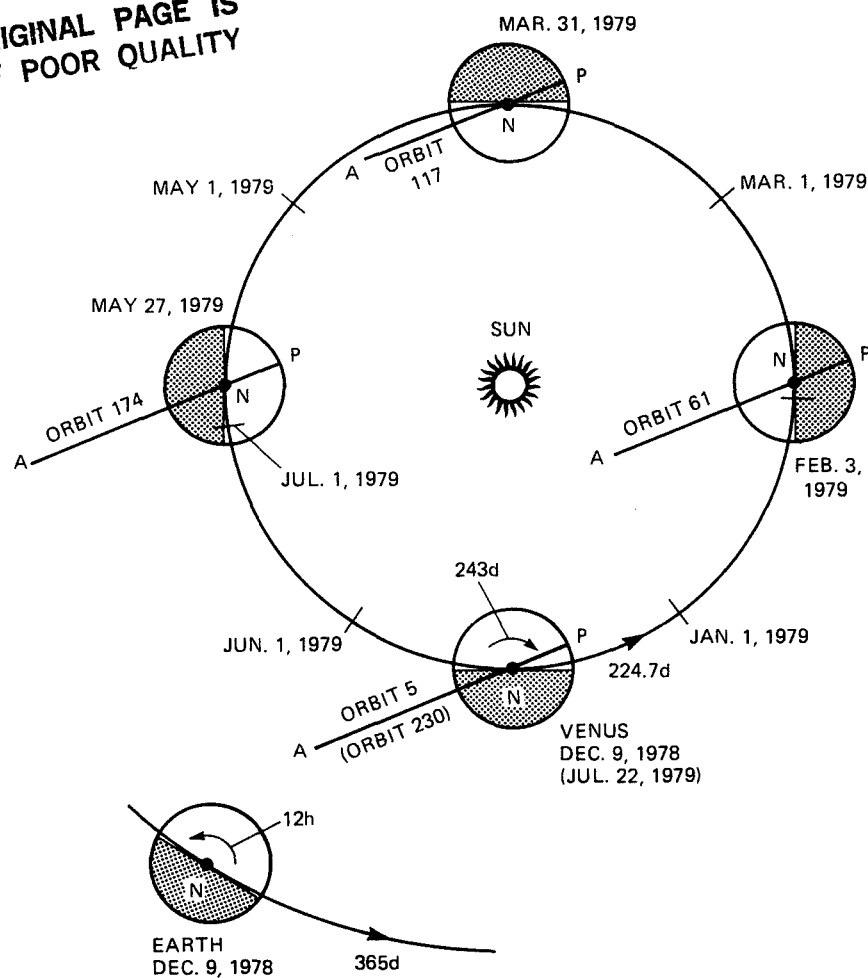 IGINAL PAGE IS
POOR QUALITY
MAR. 31, 1979
P
N
A
ORBIT
117
MAY 1, 1979
MAR. 1, 1979
MAY 27, 1979
P
N
ORBIT 174
A
JUL. 1, 1979
SUN
N
P
ORBIT 61
A
FEB. 3,
1979
243d
P
JUN. 1, 1979
JAN. 1, 1979
224.7d
N
ORBIT 5
(ORBIT 230)
A
VENUS
DEC. 9, 1978
(JUL. 22, 1979)
12h
N
EARTH
DEC. 9, 1978
365d